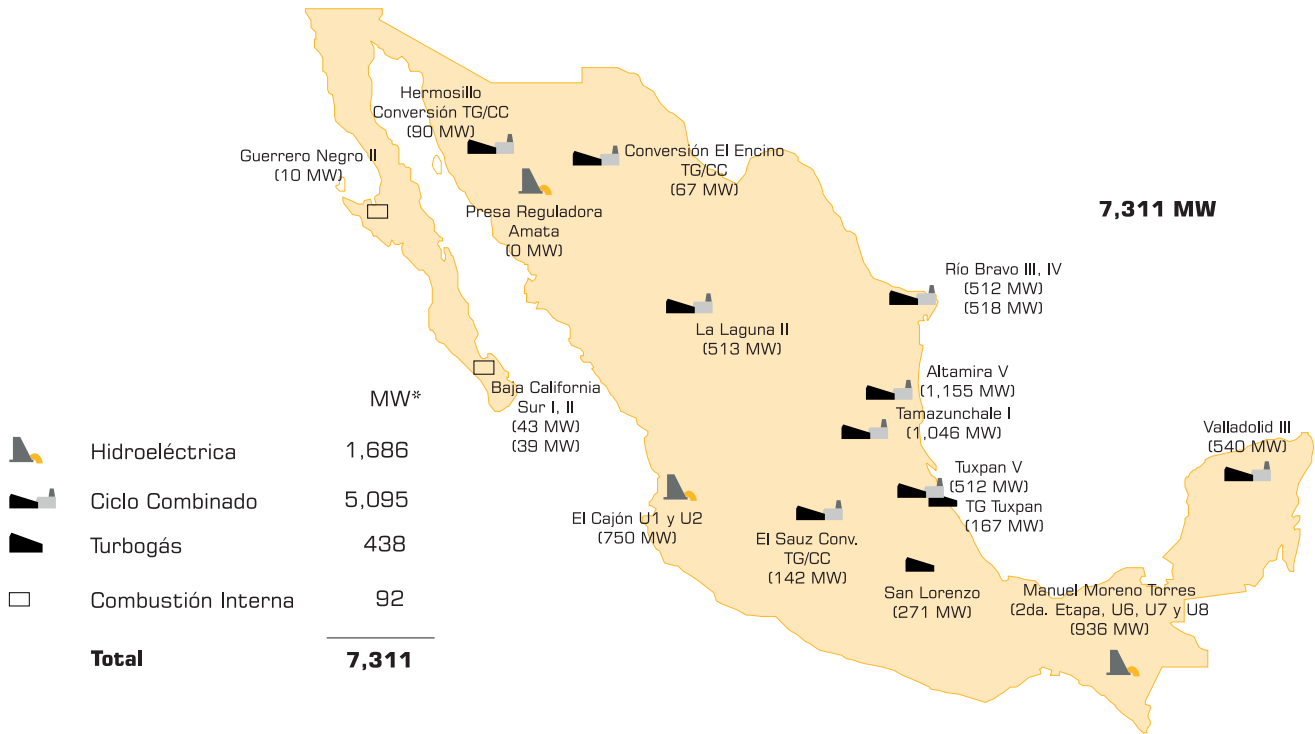 Hermosillo
Conversión TG/CC
(90 MW)
Guerrero Negro II
(10 MW)
Conversión El Encino
TG/CC
(67 MW)
Presa Reguladora
Amata
(0 MW)
7,311 MW
Río Bravo III, IV
(512 MW)
(518 MW)
La Laguna II
(513 MW)
Altamira V
(1,155 MW)
Tamazunchale I
(1,046 MW)
Baja California
Sur I, II
(43 MW)
(39 MW)
Valladolid III
(540 MW)
Tuxpan V
(512 MW)
TG Tuxpan
(167 MW)
El Cajón U1 y U2
(750 MW)
El Sauz Conv.
TG/CC
(142 MW)
San Lorenzo
(271 MW)
Manuel Moreno Torres
(2da. Etapa, U6, U7 y U8
(936 MW)
MW*
Hidroeléctrica 1,686
Ciclo Combinado 5,095
Turbogás 438
Combustión Interna 92
Total 7,311